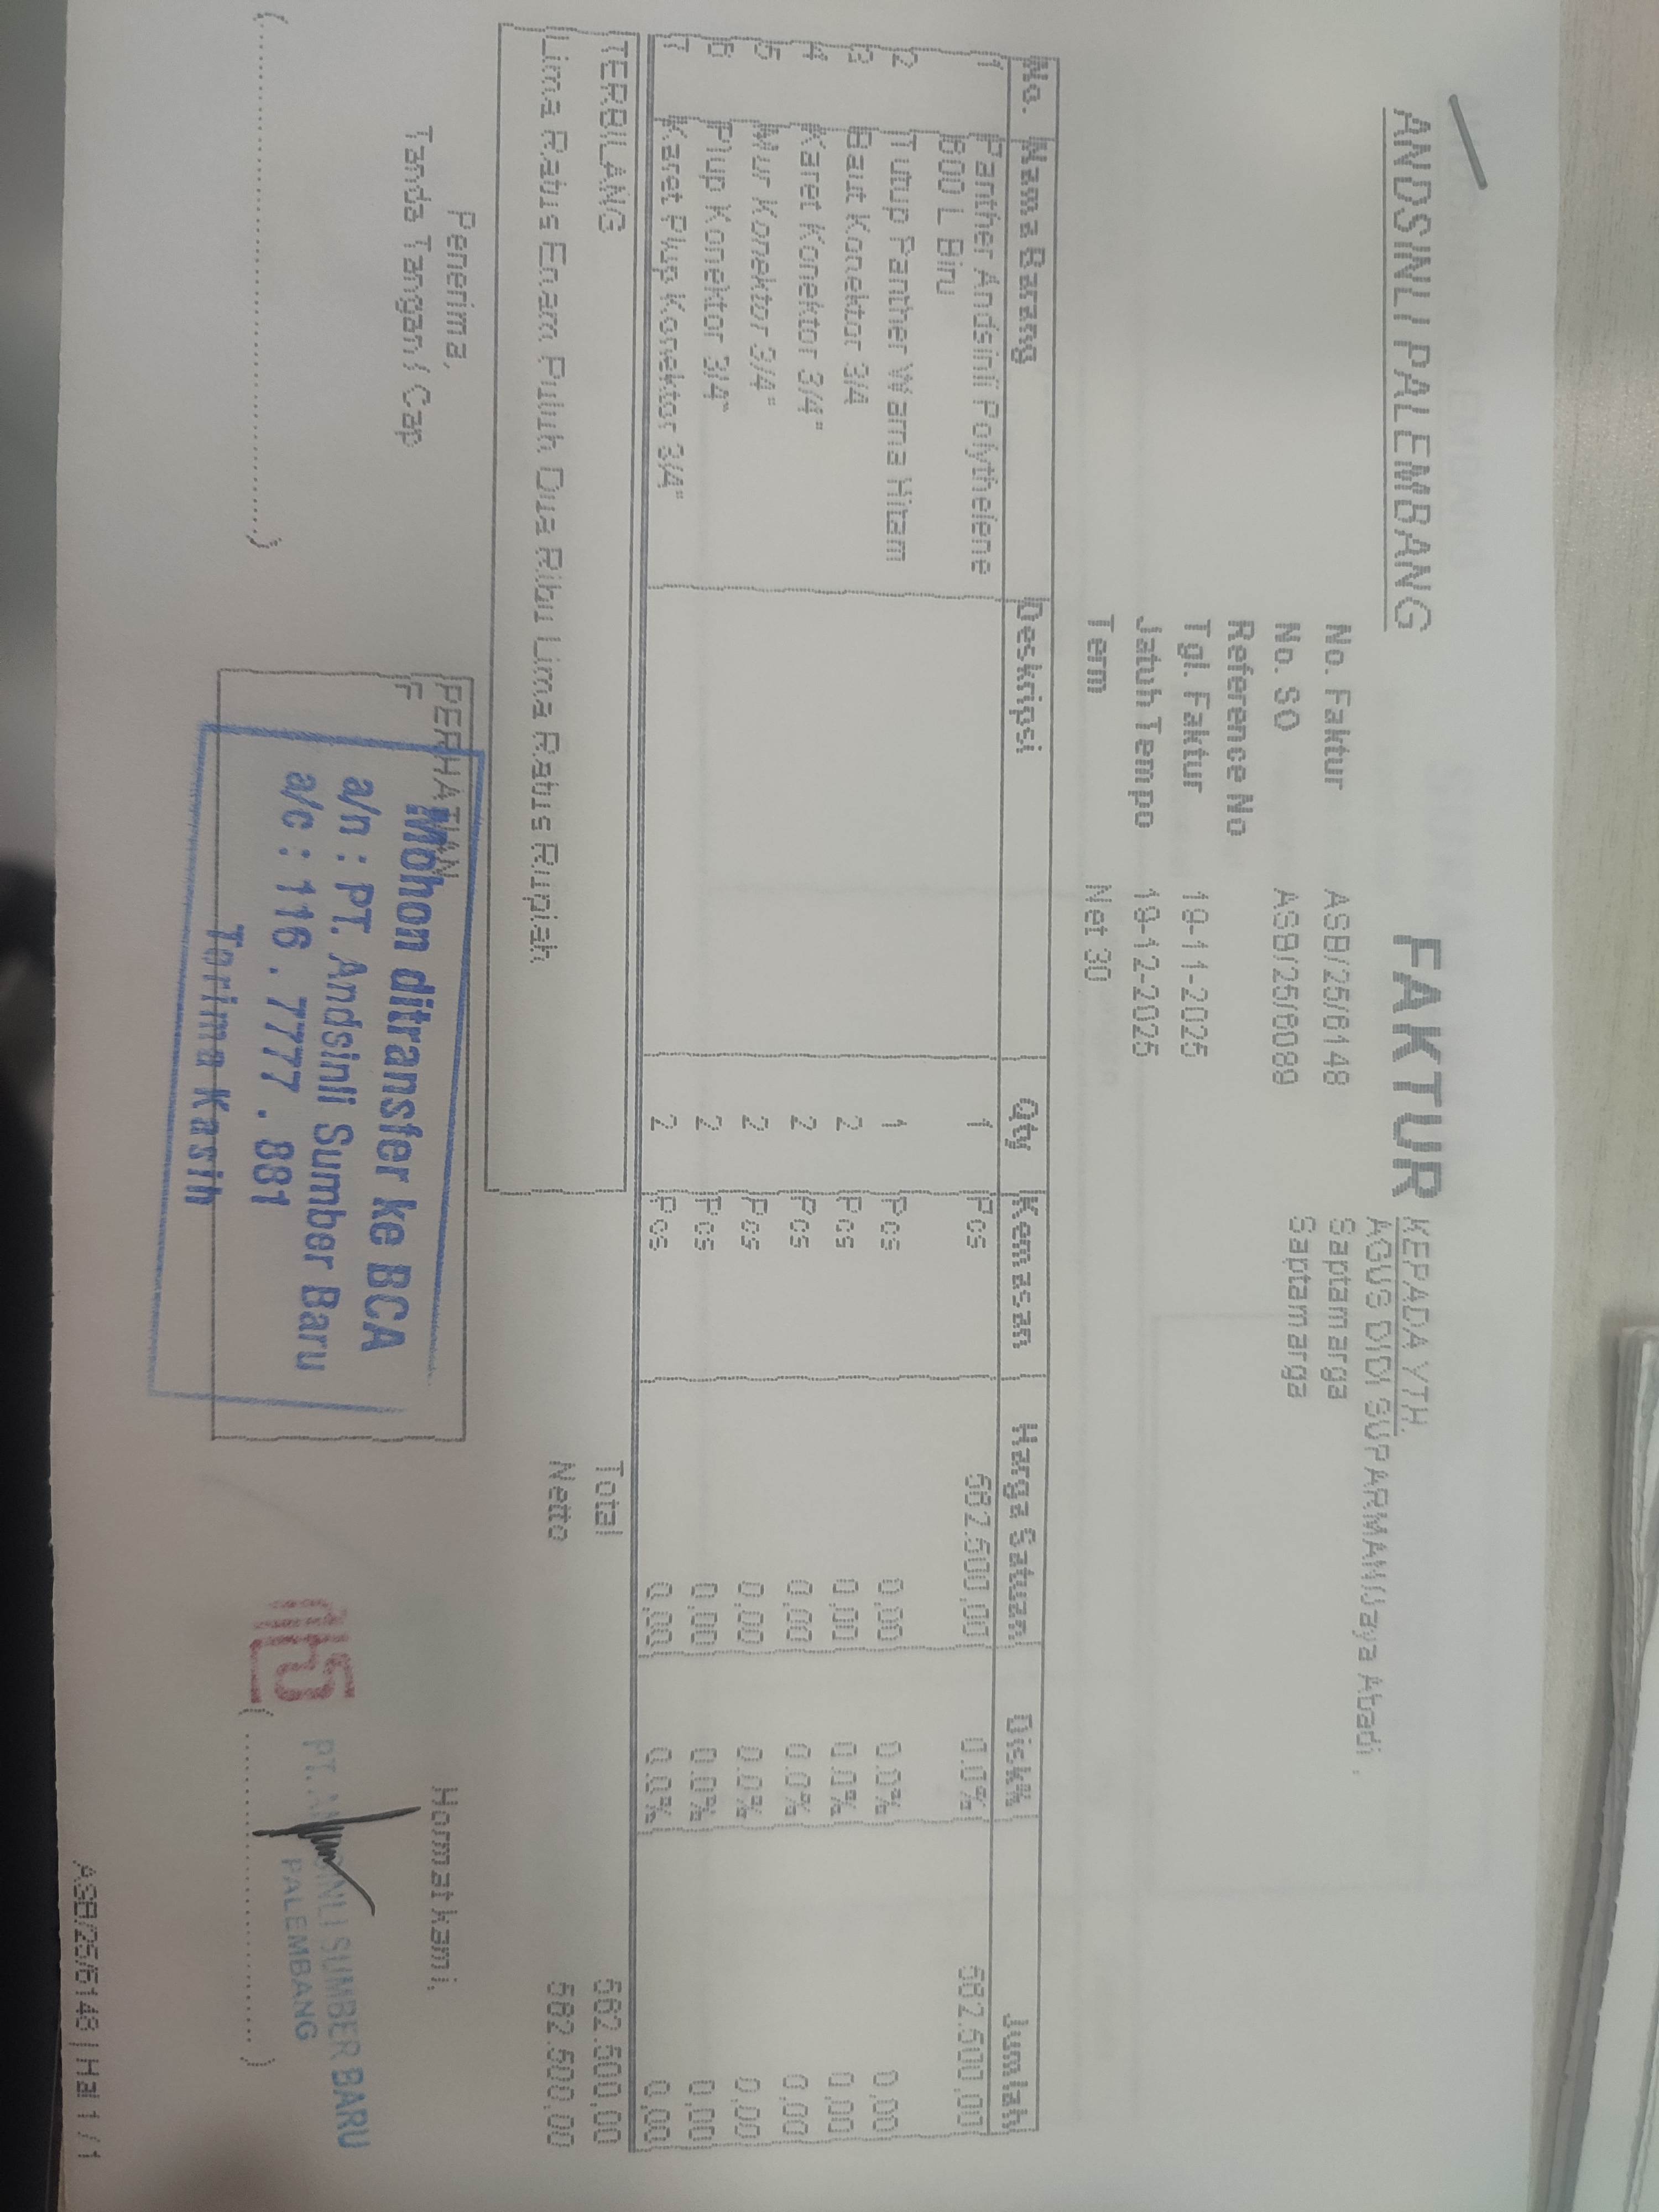 ANDSINLI PALEMBANG
FAKTUR
KEPADA YTH.
AGUS DIDI SUPARMAN/Jaya Abadi
Saptamarga
Saptamarga
No. Faktur ASB/25/6148
No. SO ASB/25/6089
Reference No
Tgl. Faktur 19-11-2025
Jatuh Tempo 19-12-2025
Term Net 30
No. Nama Barang Deskripsi Qty Kemasan Harga Satuan Disk% Jumlah
1 Panther Andsinli Polythelene 600 L Biru 1 Pcs 562.500,00 0.0% 562.500,00
2 Tutup Panther Warna Hitam 1 Pcs 0,00 0.0% 0,00
3 Baut Konektor 3/4 2 Pcs 0,00 0.0% 0,00
4 Karet Konektor 3/4" 2 Pcs 0,00 0.0% 0,00
5 Mur Konektor 3/4" 2 Pcs 0,00 0.0% 0,00
6 Plup Konektor 3/4" 2 Pcs 0,00 0.0% 0,00
7 Karet Plup Konektor 3/4" 2 Pcs 0,00 0.0% 0,00
TERBILANG
Lima Ratus Enam Puluh Dua Ribu Lima Ratus Rupiah
Total 562.500,00
Netto 562.500,00
Penerima,
Tanda Tangan / Cap
(................................)
PERHATIAN
Mohon ditransfer ke BCA
a/n : PT. Andsinli Sumber Baru
a/c : 116 . 7777 . 881
Terima Kasih
Hormat kami,
PT. ANDSINLI SUMBER BARU
PALEMBANG
(................................)
ASB/25/6148 | Hal 1 / 1